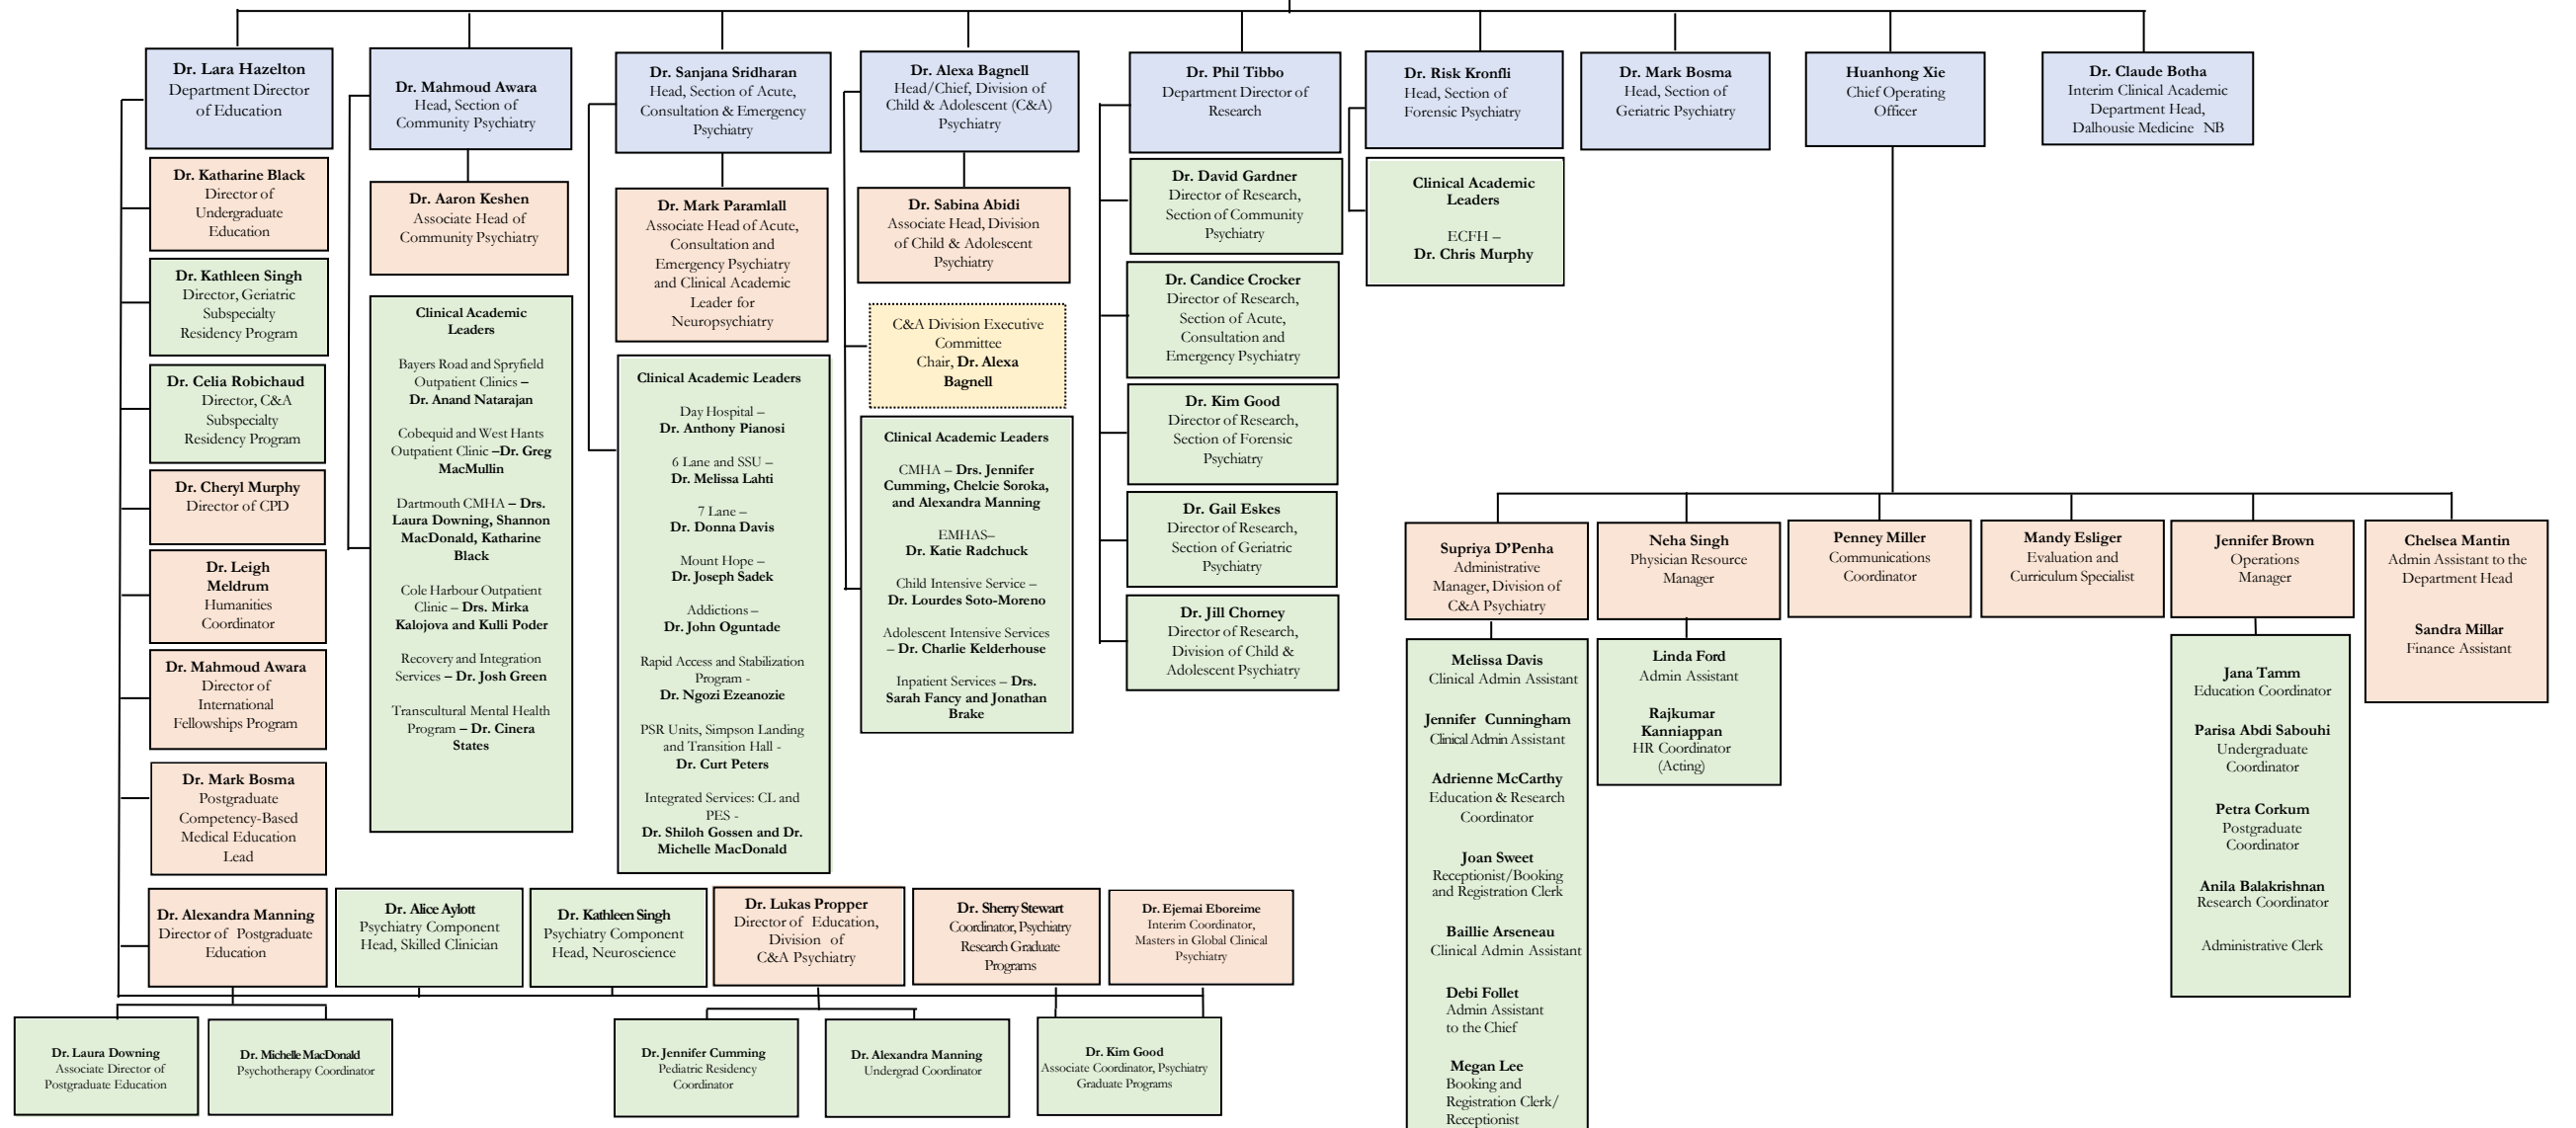 Dr. Lara Hazelton
Department Director
of Education
Dr. Mahmoud Awara
Head, Section of
Community Psychiatry
Dr. Sanjana Sridharan
Head, Section of Acute,
Consultation & Emergency
Psychiatry
Dr. Alexa Bagnell
Head/Chief, Division of
Child & Adolescent (C&A)
Psychiatry
Dr. Phil Tibbo
Department Director of
Research
Dr. Risk Kronfli
Head, Section of
Forensic Psychiatry
Dr. Mark Bosma
Head, Section of
Geriatric Psychiatry
Huanhong Xie
Chief Operating
Officer
Dr. Claude Botha
Interim Clinical Academic
Department Head,
Dalhousie Medicine NB
Dr. Katharine Black
Director of
Undergraduate
Education
Dr. Kathleen Singh
Director, Geriatric
Subspecialty
Residency Program
Dr. Celia Robichaud
Director, C&A
Subspecialty
Residency Program
Dr. Cheryl Murphy
Director of CPD
Dr. Leigh
Meldrum
Humanities
Coordinator
Dr. Mahmoud Awara
Director of
International
Fellowships Program
Dr. Mark Bosma
Postgraduate
Competency-Based
Medical Education
Lead
Dr. Aaron Keshen
Associate Head of
Community Psychiatry
Clinical Academic
Leaders
Bayers Road and Spryfield
Outpatient Clinics –
Dr. Anand Natarajan
Cobequid and West Hants
Outpatient Clinic –Dr. Greg
MacMullin
Dartmouth CMHA – Drs.
Laura Downing, Shannon
MacDonald, Katharine
Black
Cole Harbour Outpatient
Clinic – Drs. Mirka
Kalojova and Kulli Poder
Recovery and Integration
Services – Dr. Josh Green
Transcultural Mental Health
Program – Dr. Cinera
States
Dr. Mark Paramlall
Associate Head of Acute,
Consultation and
Emergency Psychiatry
and Clinical Academic
Leader for
Neuropsychiatry
Clinical Academic Leaders
Day Hospital –
Dr. Anthony Pianosi
6 Lane and SSU –
Dr. Melissa Lahti
7 Lane –
Dr. Donna Davis
Mount Hope –
Dr. Joseph Sadek
Addictions –
Dr. John Oguntade
Rapid Access and Stabilization
Program -
Dr. Ngozi Ezeanozie
PSR Units, Simpson Landing
and Transition Hall -
Dr. Curt Peters
Integrated Services: CL and
PES -
Dr. Shiloh Gossen and Dr.
Michelle MacDonald
Dr. Sabina Abidi
Associate Head, Division
of Child & Adolescent
Psychiatry
C&A Division Executive
Committee
Chair, Dr. Alexa
Bagnell
Clinical Academic Leaders
CMHA – Drs. Jennifer
Cumming, Chelcie Soroka,
and Alexandra Manning
EMHAS–
Dr. Katie Radchuck
Child Intensive Service –
Dr. Lourdes Soto-Moreno
Adolescent Intensive Services
– Dr. Charlie Kelderhouse
Inpatient Services – Drs.
Sarah Fancy and Jonathan
Brake
Dr. David Gardner
Director of Research,
Section of Community
Psychiatry
Dr. Candice Crocker
Director of Research,
Section of Acute,
Consultation and
Emergency Psychiatry
Dr. Kim Good
Director of Research,
Section of Forensic
Psychiatry
Dr. Gail Eskes
Director of Research,
Section of Geriatric
Psychiatry
Dr. Jill Chorney
Director of Research,
Division of Child &
Adolescent Psychiatry
Clinical Academic
Leaders
ECFH –
Dr. Chris Murphy
Supriya D’Penha
Administrative
Manager, Division of
C&A Psychiatry
Neha Singh
Physician Resource
Manager
Penney Miller
Communications
Coordinator
Mandy Esliger
Evaluation and
Curriculum Specialist
Jennifer Brown
Operations
Manager
Chelsea Mantin
Admin Assistant to the
Department Head
Sandra Millar
Finance Assistant
Melissa Davis
Clinical Admin Assistant
Jennifer Cunningham
Clinical Admin Assistant
Adrienne McCarthy
Education & Research
Coordinator
Joan Sweet
Receptionist/Booking
and Registration Clerk
Baillie Arseneau
Clinical Admin Assistant
Debi Follet
Admin Assistant
to the Chief
Megan Lee
Booking and
Registration Clerk/
Receptionist
Linda Ford
Admin Assistant
Rajkumar
Kanniappan
HR Coordinator
(Acting)
Jana Tamm
Education Coordinator
Parisa Abdi Sabouhi
Undergraduate
Coordinator
Petra Corkum
Postgraduate
Coordinator
Anila Balakrishnan
Research Coordinator
Administrative Clerk
Dr. Alexandra Manning
Director of Postgraduate
Education
Dr. Alice Aylott
Psychiatry Component
Head, Skilled Clinician
Dr. Kathleen Singh
Psychiatry Component
Head, Neuroscience
Dr. Lukas Propper
Director of Education,
Division of
C&A Psychiatry
Dr. Sherry Stewart
Coordinator, Psychiatry
Research Graduate
Programs
Dr. Ejemai Eboreime
Interim Coordinator,
Masters in Global Clinical
Psychiatry
Dr. Laura Downing
Associate Director of
Postgraduate Education
Dr. Michelle MacDonald
Psychotherapy Coordinator
Dr. Jennifer Cumming
Pediatric Residency
Coordinator
Dr. Alexandra Manning
Undergrad Coordinator
Dr. Kim Good
Associate Coordinator, Psychiatry
Graduate Programs